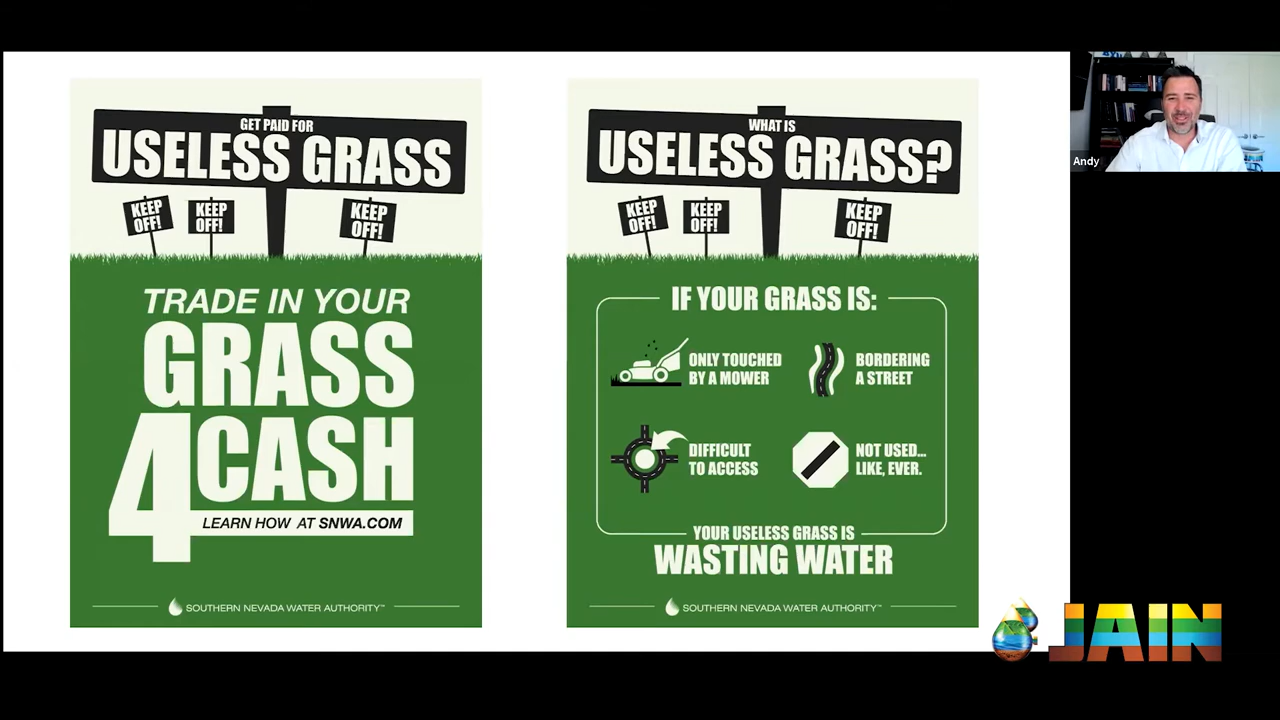 GET PAID FOR
USELESS GRASS
KEEP
OFF!
KEEP
OFF!
KEEP
OFF!
TRADE IN YOUR
GRASS
4CASH
LEARN HOW AT SNWA.COM
SOUTHERN NEVADA WATER AUTHORITY™
WHAT IS
USELESS GRASS?
KEEP
OFF!
KEEP
OFF!
KEEP
OFF!
IF YOUR GRASS IS:
ONLY TOUCHED
BY A MOWER
BORDERING
A STREET
DIFFICULT
TO ACCESS
NOT USED...
LIKE, EVER.
YOUR USELESS GRASS IS
WASTING WATER
SOUTHERN NEVADA WATER AUTHORITY™
Andy
JAIN